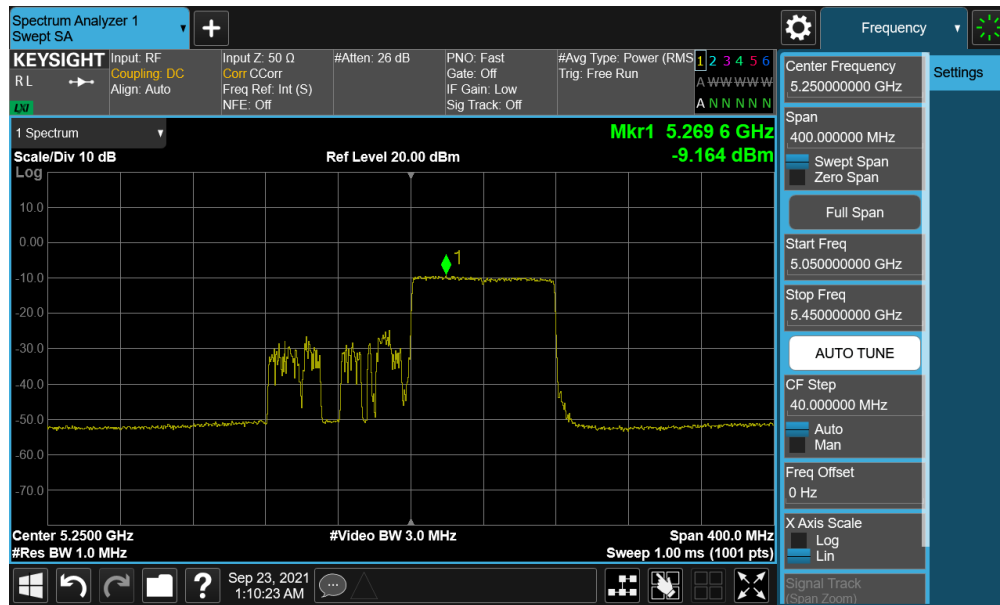 Spectrum Analyzer 1
Swept SA
+
Frequency
KEYSIGHT
RL
LXI
Input: RF
Coupling: DC
Align: Auto
Input Z: 50 Ω
Corr CCorr
Freq Ref: Int (S)
NFE: Off
#Atten: 26 dB
PNO: Fast
Gate: Off
IF Gain: Low
Sig Track: Off
#Avg Type: Power (RMS
Trig: Free Run
1 2 3 4 5 6
A W W W W W
A N N N N N
1 Spectrum
Scale/Div 10 dB
Log
Ref Level 20.00 dBm
Mkr1 5.269 6 GHz
-9.164 dBm
10.0
0.00
-10.0
-20.0
-30.0
-40.0
-50.0
-60.0
-70.0
1
Center 5.2500 GHz
#Res BW 1.0 MHz
#Video BW 3.0 MHz
Span 400.0 MHz
Sweep 1.00 ms (1001 pts)
?
Sep 23, 2021
1:10:23 AM
Center Frequency
5.250000000 GHz
Span
400.000000 MHz
Swept Span
Zero Span
Full Span
Start Freq
5.050000000 GHz
Stop Freq
5.450000000 GHz
AUTO TUNE
CF Step
40.000000 MHz
Auto
Man
Freq Offset
0 Hz
X Axis Scale
Log
Lin
Signal Track
(Span Zoom)
Settings